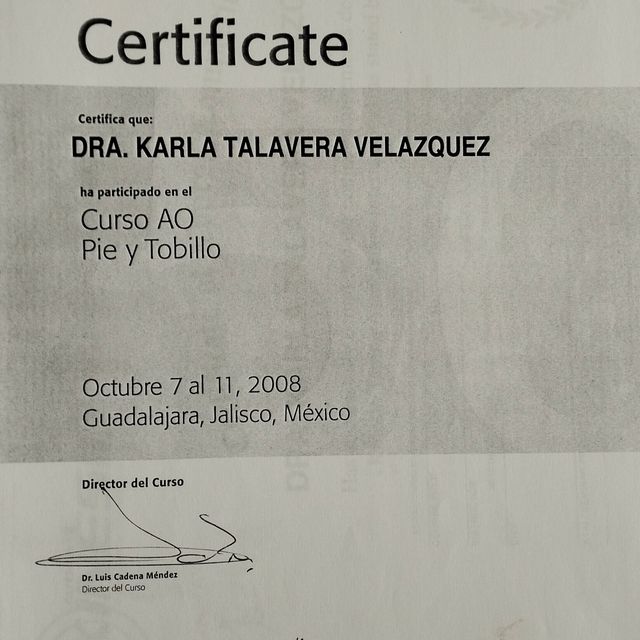 Certificate
Certifica que:
DRA. KARLA TALAVERA VELAZQUEZ
ha participado en el
Curso AO
Pie y Tobillo
Octubre 7 al 11, 2008
Guadalajara, Jalisco, México
Director del Curso
Dr. Luis Cadena Méndez
Director del Curso